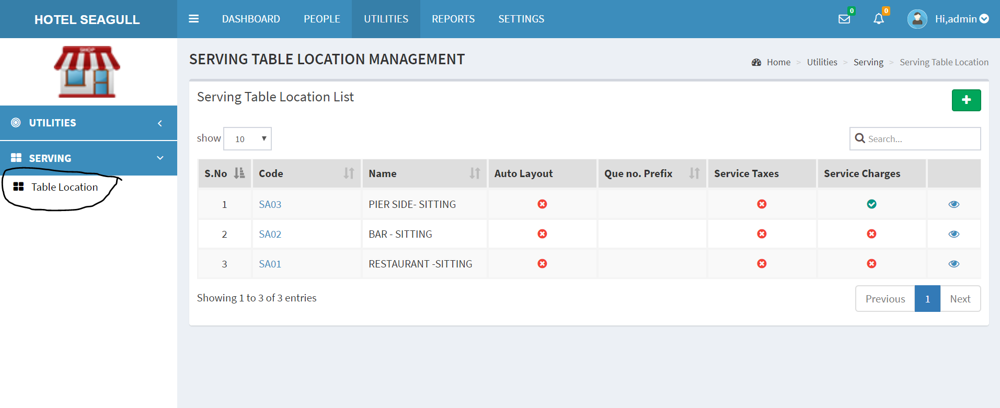 HOTEL SEAGULL
DASHBOARD PEOPLE UTILITIES REPORTS SETTINGS 0 0 Hi,admin
SHOP
UTILITIES
SERVING
Table Location
SERVING TABLE LOCATION MANAGEMENT
Home > Utilities > Serving > Serving Table Location
Serving Table Location List
show 10 Search...
S.No Code Name Auto Layout Que no. Prefix Service Taxes Service Charges
1 SA03 PIER SIDE- SITTING
2 SA02 BAR - SITTING
3 SA01 RESTAURANT -SITTING
Showing 1 to 3 of 3 entries
Previous 1 Next